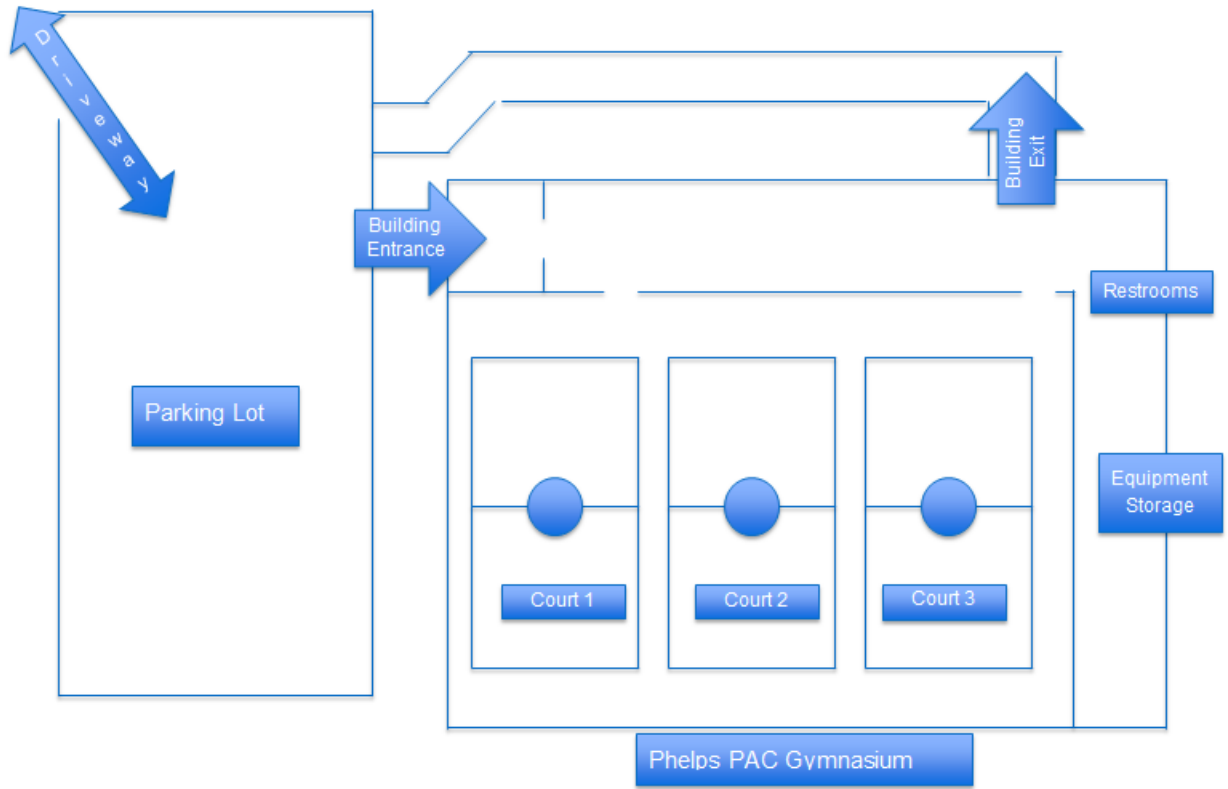 Driveway
Building
Exit
Building
Entrance
Restrooms
Parking Lot
Equipment
Storage
Court 1
Court 2
Court 3
Phelps PAC Gymnasium